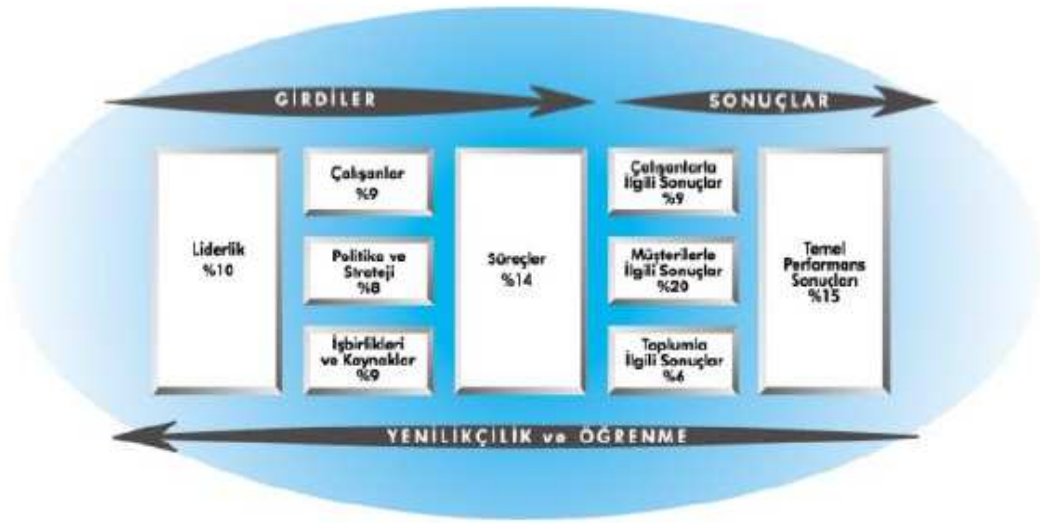 GİRDİLER
SONUÇLAR
Liderlik
%10
Çalışanlar
%9
Politika ve
Strateji
%8
İşbirlikleri
ve Kaynaklar
%9
Süreçler
%14
Çalışanlarla
İlgili Sonuçlar
%9
Müşterilerle
İlgili Sonuçlar
%20
Toplumla
İlgili Sonuçlar
%6
Temel
Performans
Sonuçları
%15
YENİLİKÇİLİK ve ÖĞRENME